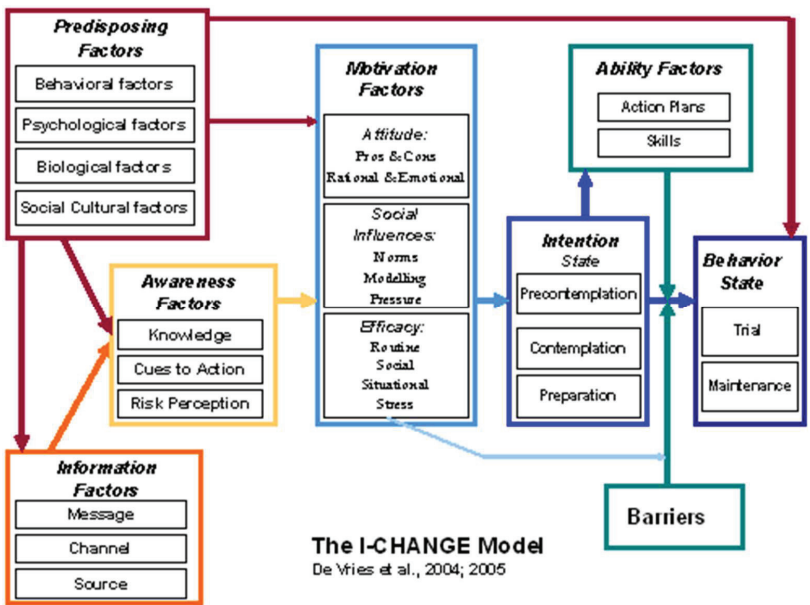 Predisposing
Factors
Behavioral factors
Psychological factors
Biological factors
Social Cultural factors
Awareness
Factors
Knowledge
Cues to Action
Risk Perception
Information
Factors
Message
Channel
Source
Motivation
Factors
Attitude:
Pros & Cons
Rational & Emotional
Social
Influences:
Norms
Modelling
Pressure
Efficacy:
Routine
Social
Situational
Stress
Intention
State
Precontemplation
Contemplation
Preparation
Ability Factors
Action Plans
Skills
Behavior
State
Trial
Maintenance
Barriers
The I-CHANGE Model
De Vries et al., 2004; 2005